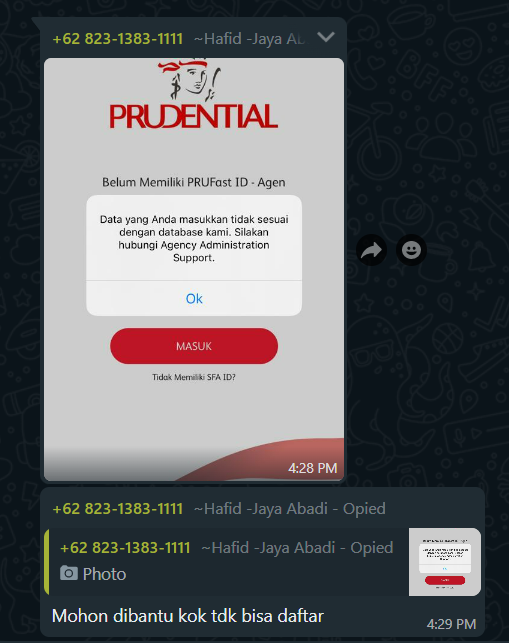 +62 823-1383-1111 ~Hafid -Jaya Ab
PRUDENTIAL
Belum Memiliki PRUFast ID - Agen
Data yang Anda masukkan tidak sesuai
dengan database kami. Silakan
hubungi Agency Administration
Support.
Ok
MASUK
Tidak Memiliki SFA ID?
4:28 PM
+62 823-1383-1111 ~Hafid -Jaya Abadi - Opied
+62 823-1383-1111 ~Hafid -Jaya Abadi - Opied
Photo
Mohon dibantu kok tdk bisa daftar
4:29 PM